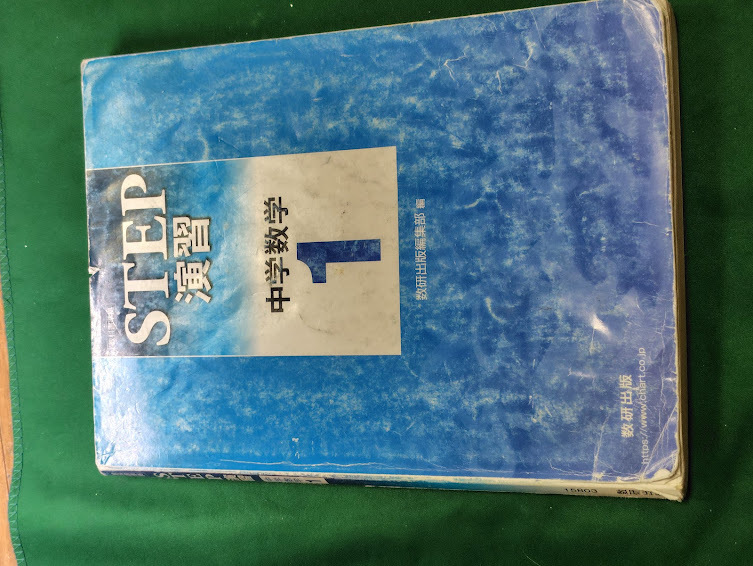 STEP
演習
中学数学
1
数研出版編集部 編
数研出版
https://www.chart.co.jp